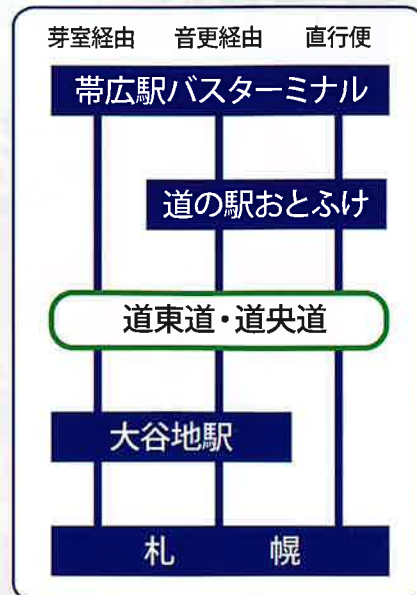 芽室経由 音更経由 直行便
帯広駅バスターミナル
道の駅おとふけ
道東道・道央道
大谷地駅
札 幌